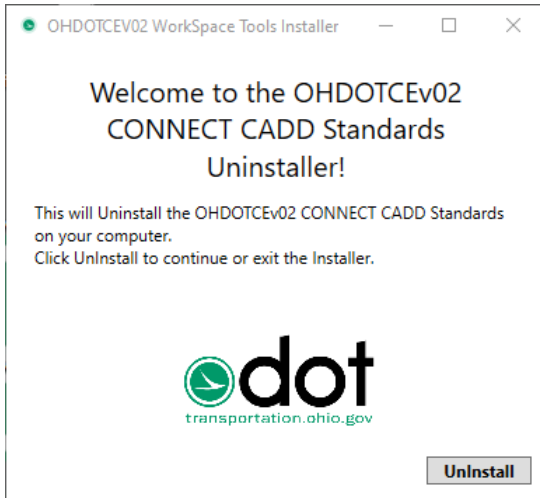 OHDOTCEV02 WorkSpace Tools Installer
Welcome to the OHDOTCEv02
CONNECT CADD Standards
Uninstaller!
This will Uninstall the OHDOTCEv02 CONNECT CADD Standards
on your computer.
Click UnInstall to continue or exit the Installer.
dot
transportation.ohio.gov
UnInstall